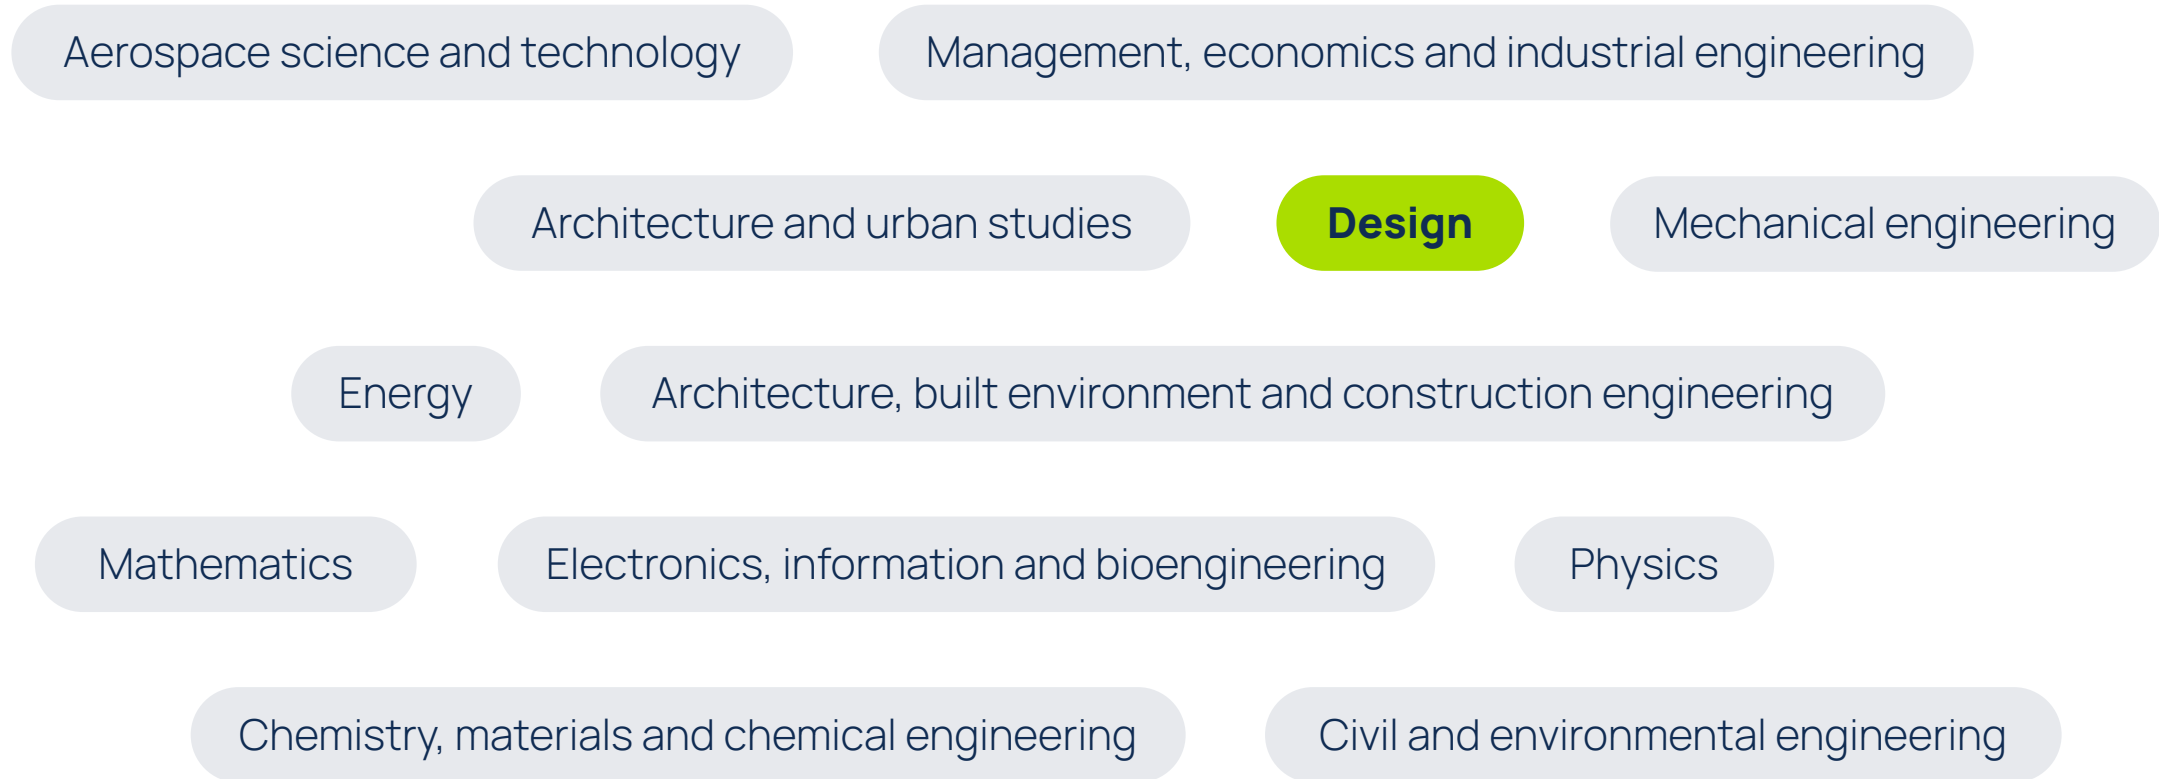 Aerospace science and technology
Management, economics and industrial engineering
Architecture and urban studies
Design
Mechanical engineering
Energy
Architecture, built environment and construction engineering
Mathematics
Electronics, information and bioengineering
Physics
Chemistry, materials and chemical engineering
Civil and environmental engineering